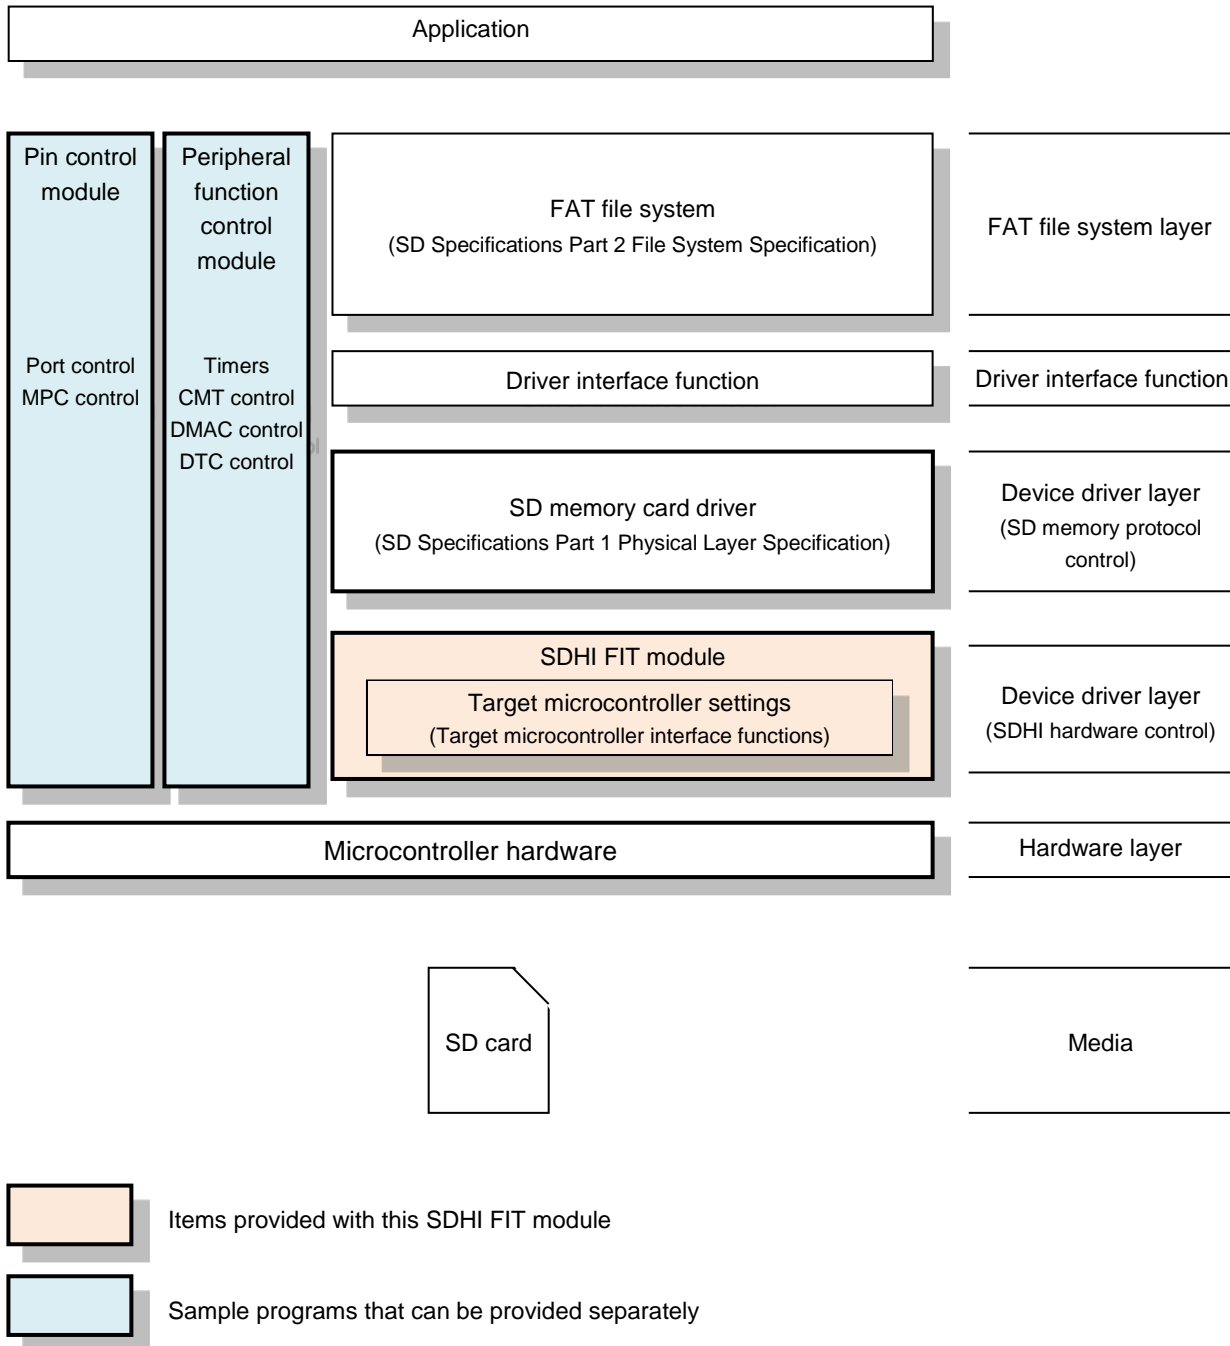 Application
Pin control
module
Port control
MPC control
Peripheral
function
control
module
Timers
CMT control
DMAC control
DTC control
FAT file system
(SD Specifications Part 2 File System Specification)
FAT file system layer
Driver interface function
Driver interface function
SD memory card driver
(SD Specifications Part 1 Physical Layer Specification)
Device driver layer
(SD memory protocol
control)
SDHI FIT module
Target microcontroller settings
(Target microcontroller interface functions)
Device driver layer
(SDHI hardware control)
Microcontroller hardware
Hardware layer
SD card
Media
Items provided with this SDHI FIT module
Sample programs that can be provided separately